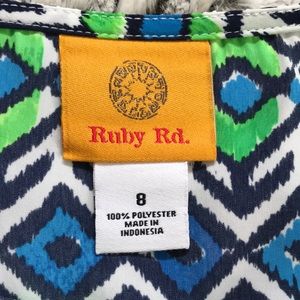 Ruby Rd.
8
100% POLYESTER
MADE IN
INDONESIA